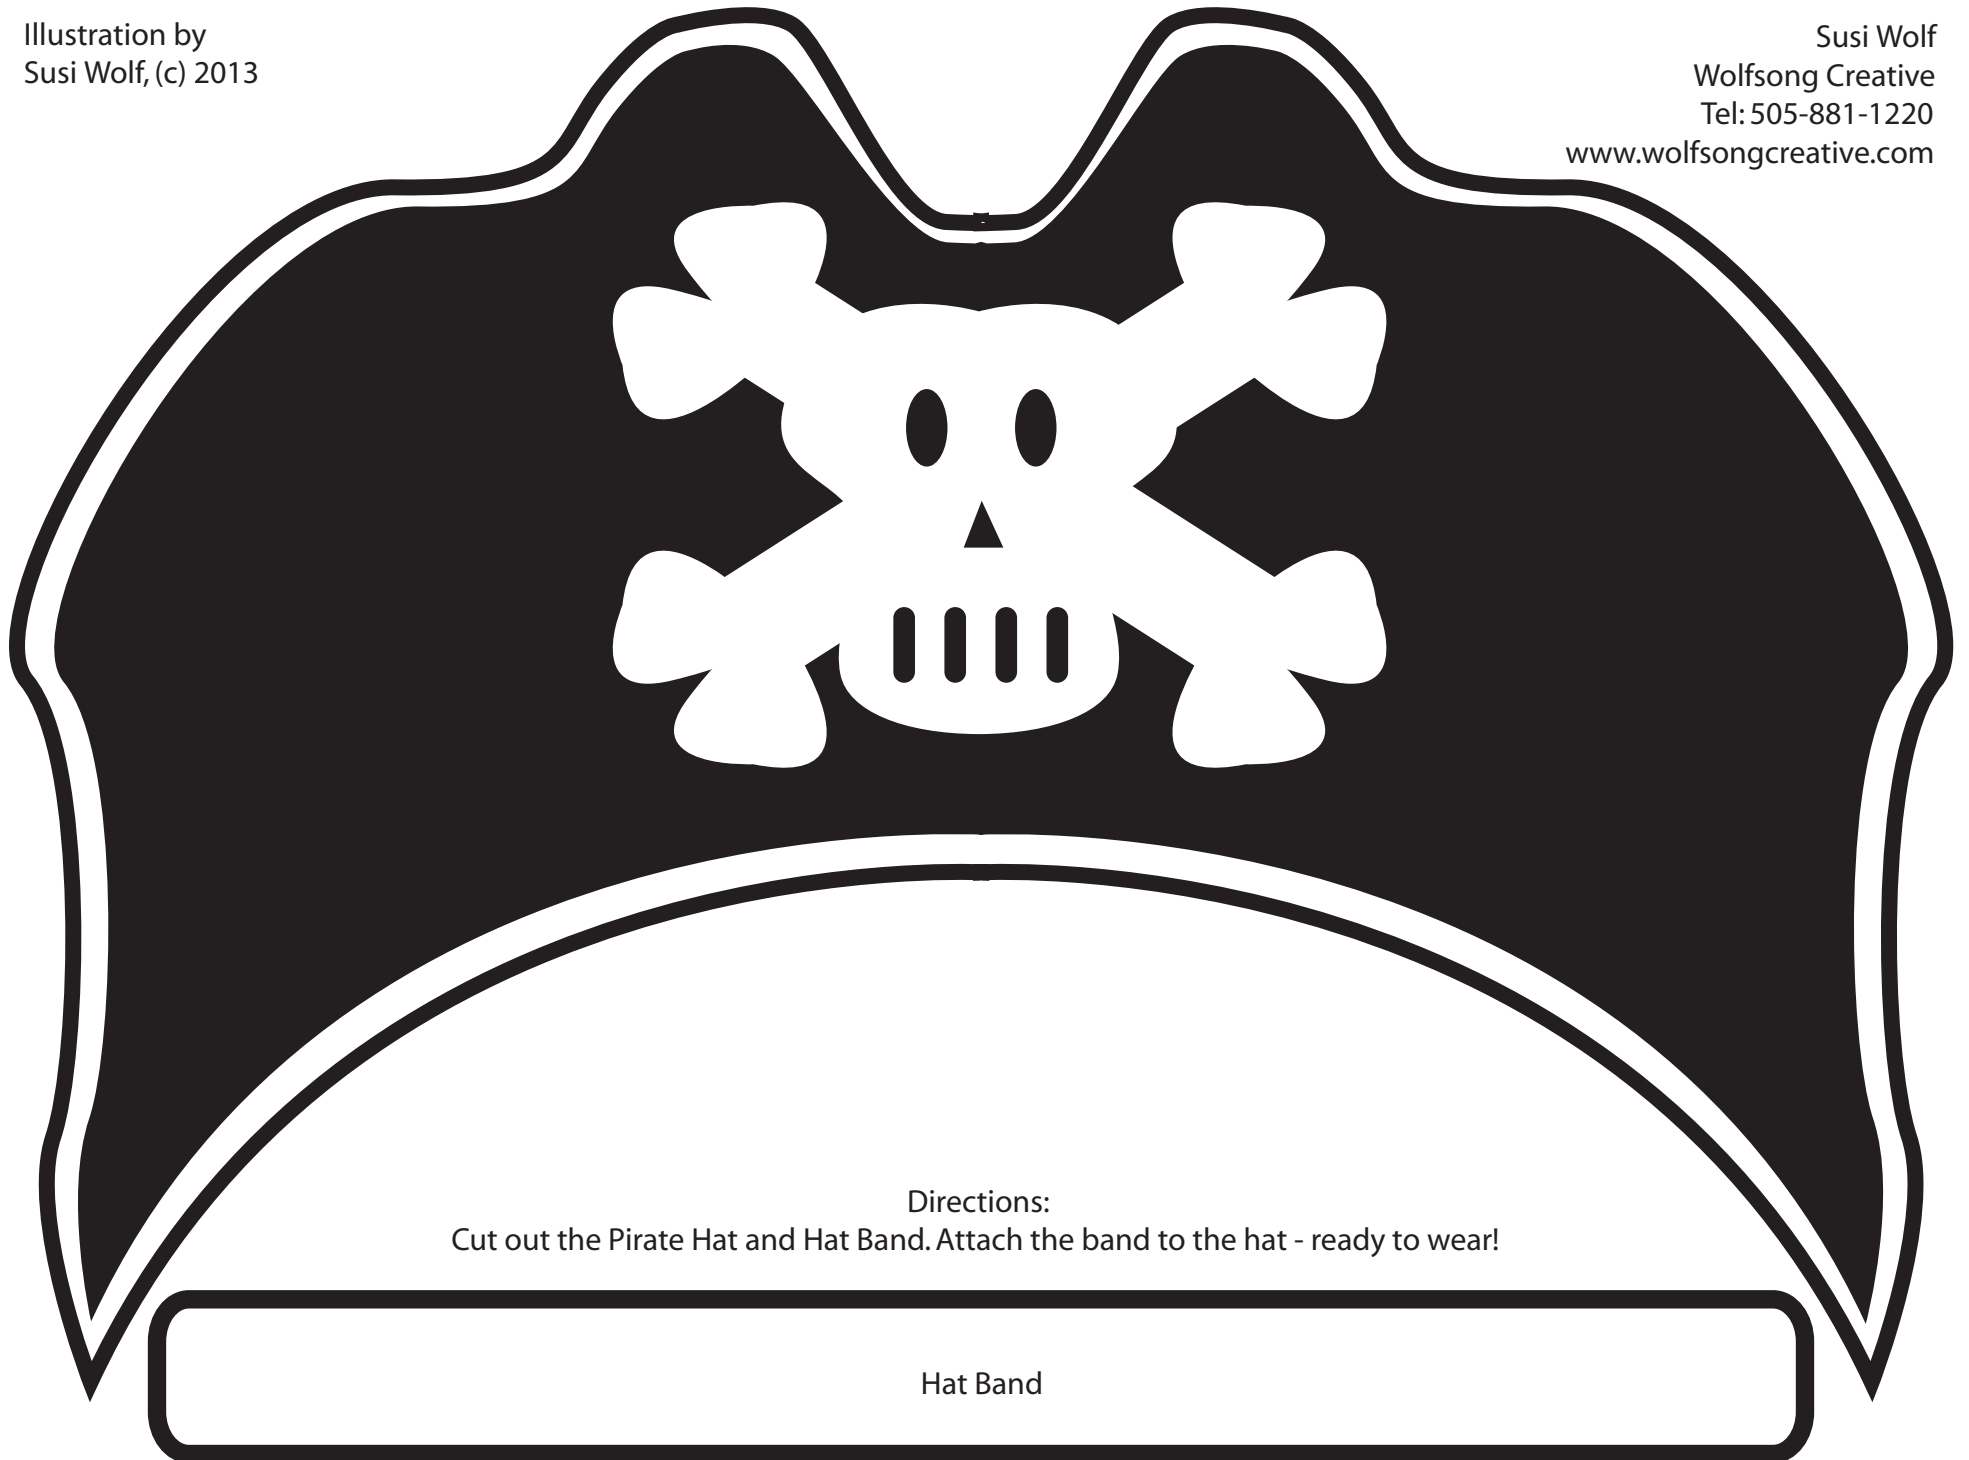 Illustration by
Susi Wolf, (c) 2013
Susi Wolf
Wolfsong Creative
Tel: 505-881-1220
www.wolfsongcreative.com
Directions:
Cut out the Pirate Hat and Hat Band. Attach the band to the hat - ready to wear!
Hat Band